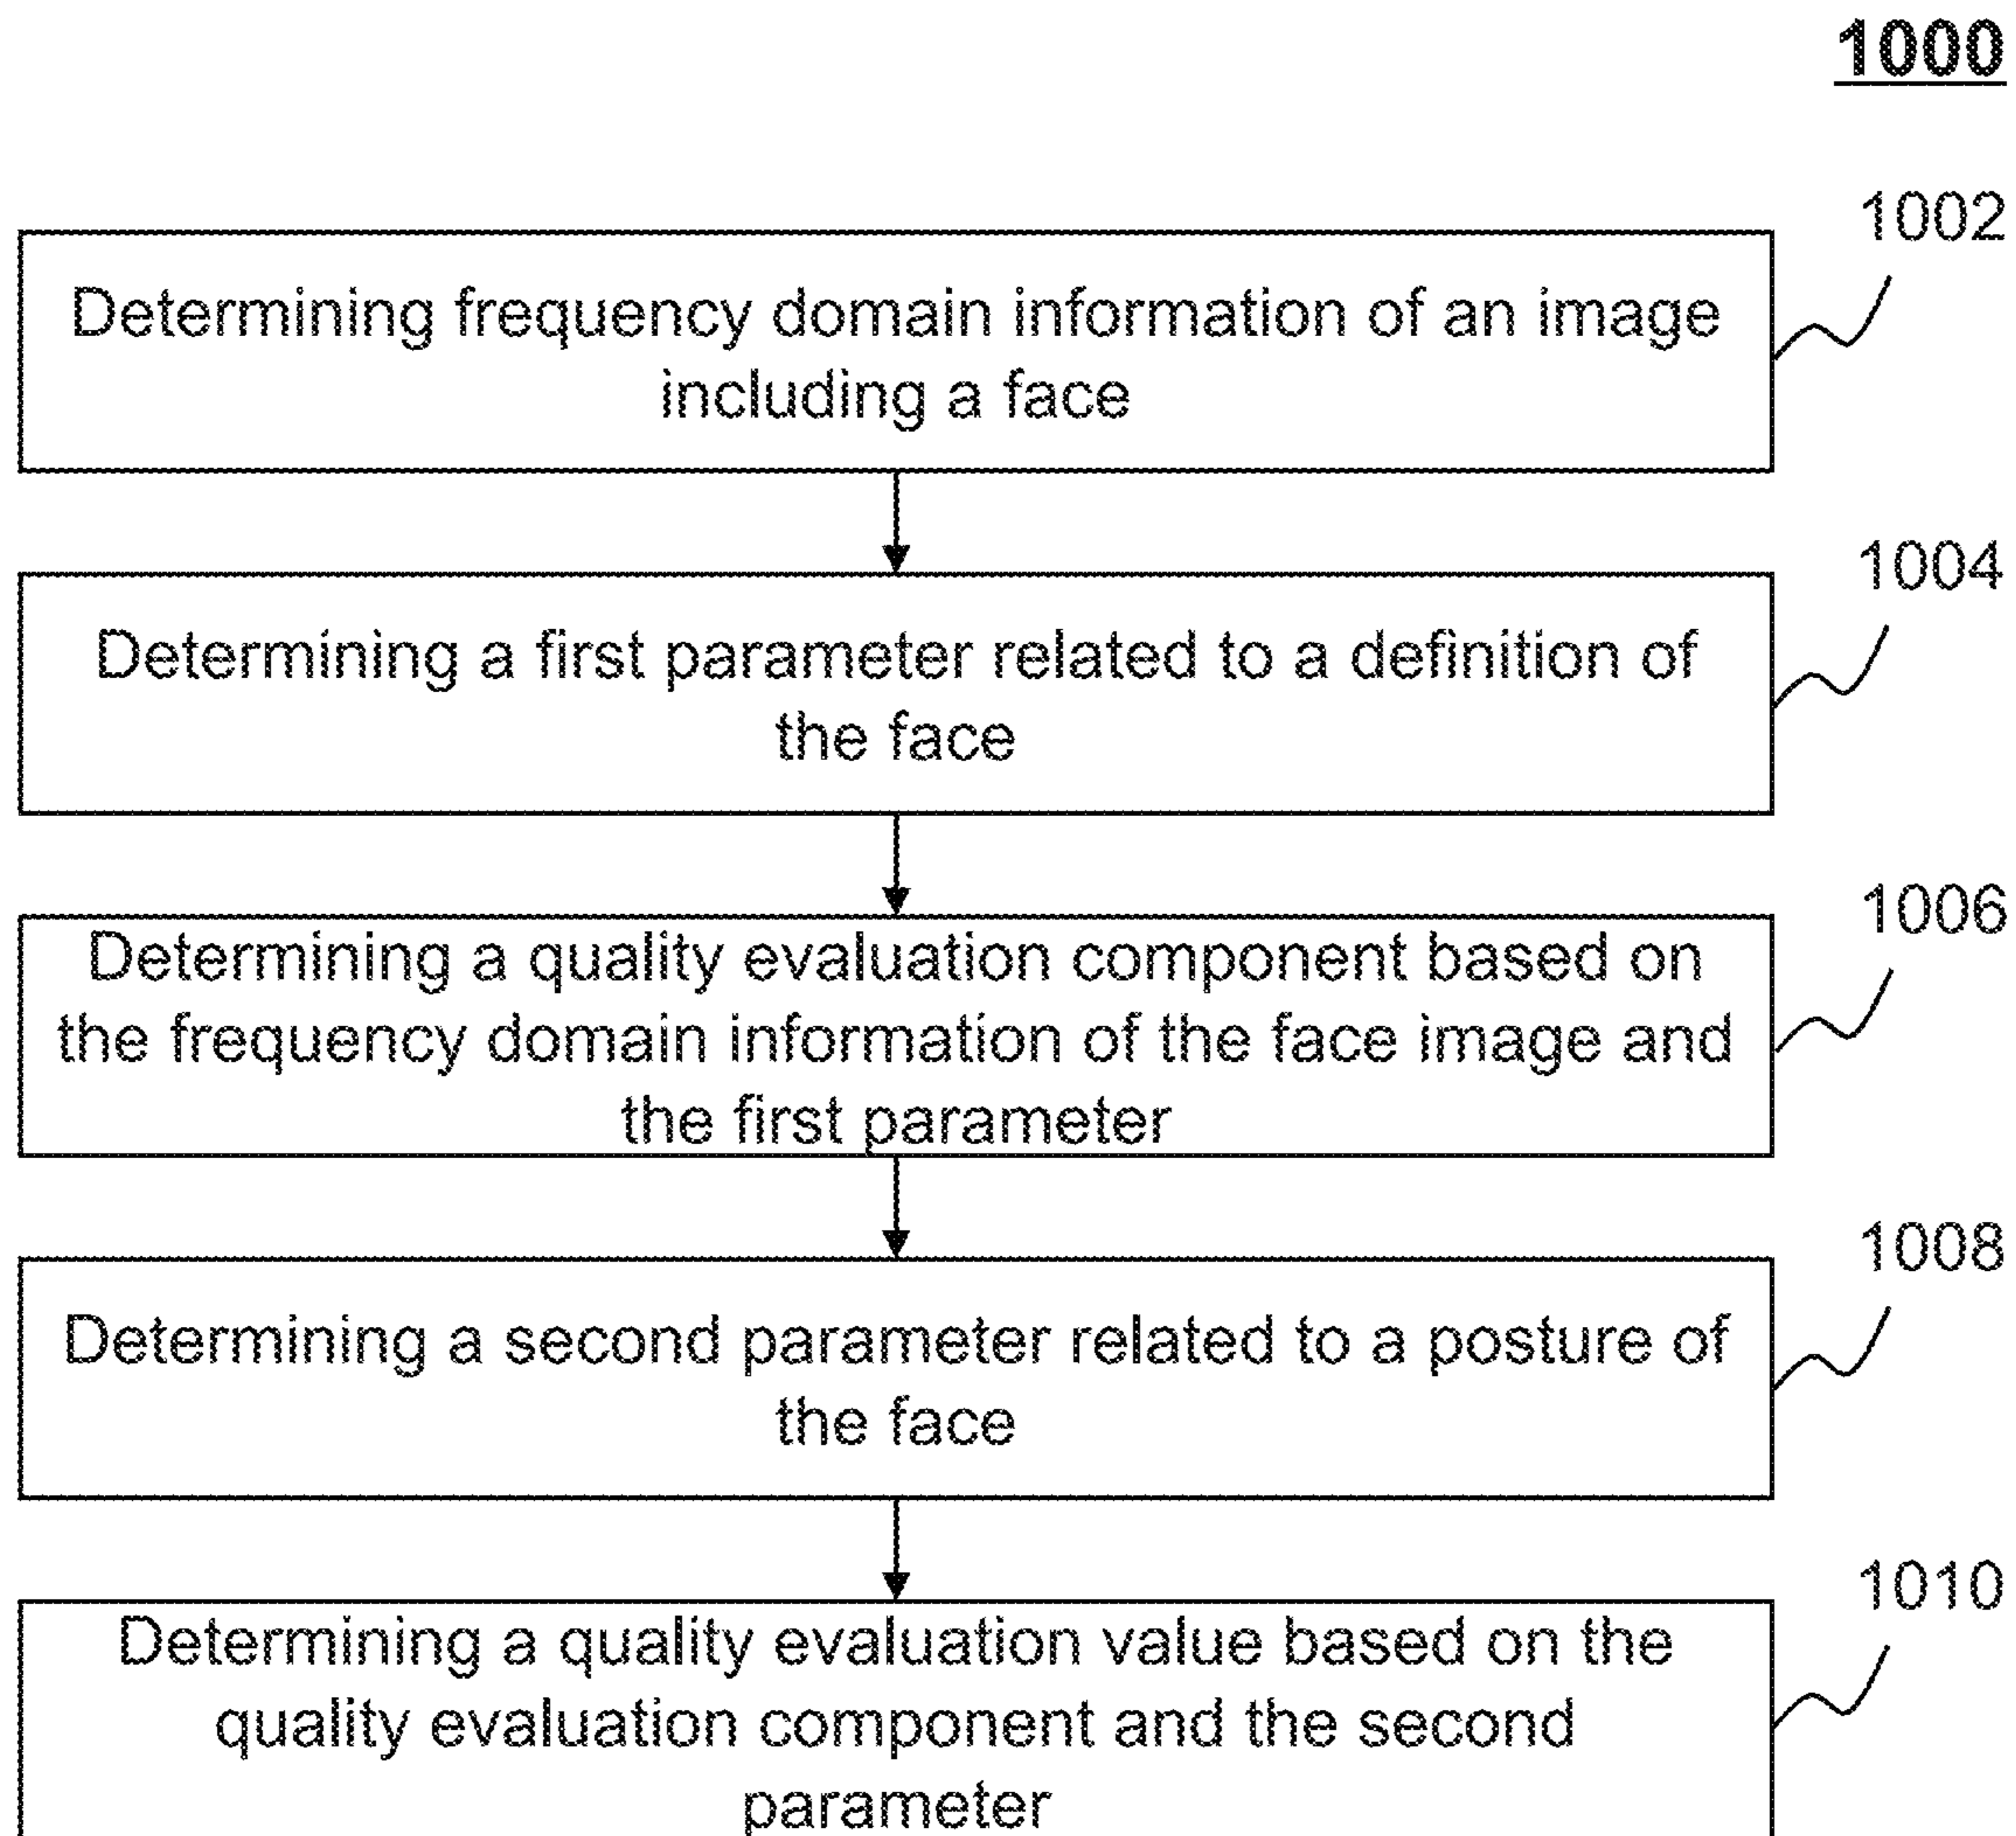 1000
1002
Determining frequency domain information of an image
including a face
1004
Determining a first parameter related to a definition of
the face
1006
Determining a quality evaluation component based on
the frequency domain information of the face image and
the first parameter
1008
Determining a second parameter related to a posture of
the face
1010
Determining a quality evaluation value based on the
quality evaluation component and the second
parameter